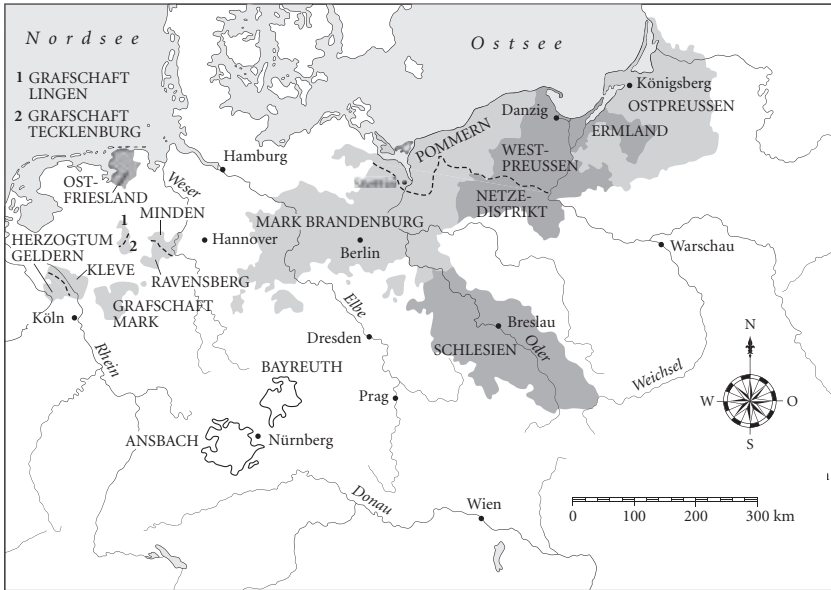 Nordsee
Ostsee
1 GRAFSCHAFT
LINGEN
2 GRAFSCHAFT
TECKLENBURG
Königsberg
OSTPREUSSEN
Danzig
ERMLAND
POMMERN
WEST-
PREUSSEN
Hamburg
OST-
FRIESLAND
Weser
NETZE-
DISTRIKT
1
2
MINDEN
MARK BRANDENBURG
HERZOGTUM
GELDERN
Hannover
Berlin
Warschau
KLEVE
RAVENSBERG
GRAFSCHAFT
MARK
Köln
Elbe
Breslau
Dresden
SCHLESIEN
Oder
Rhein
BAYREUTH
Weichsel
N
W
O
S
Prag
ANSBACH
Nürnberg
Donau
Wien
0 100 200 300 km